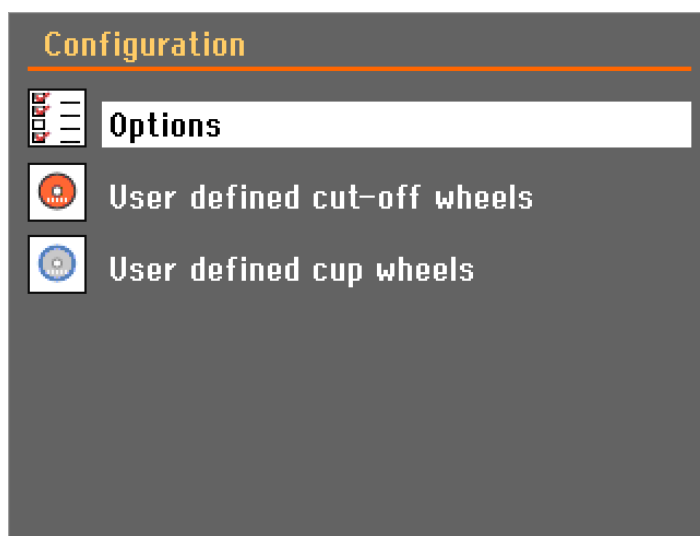 Configuration
Options
User defined cut-off wheels
User defined cup wheels